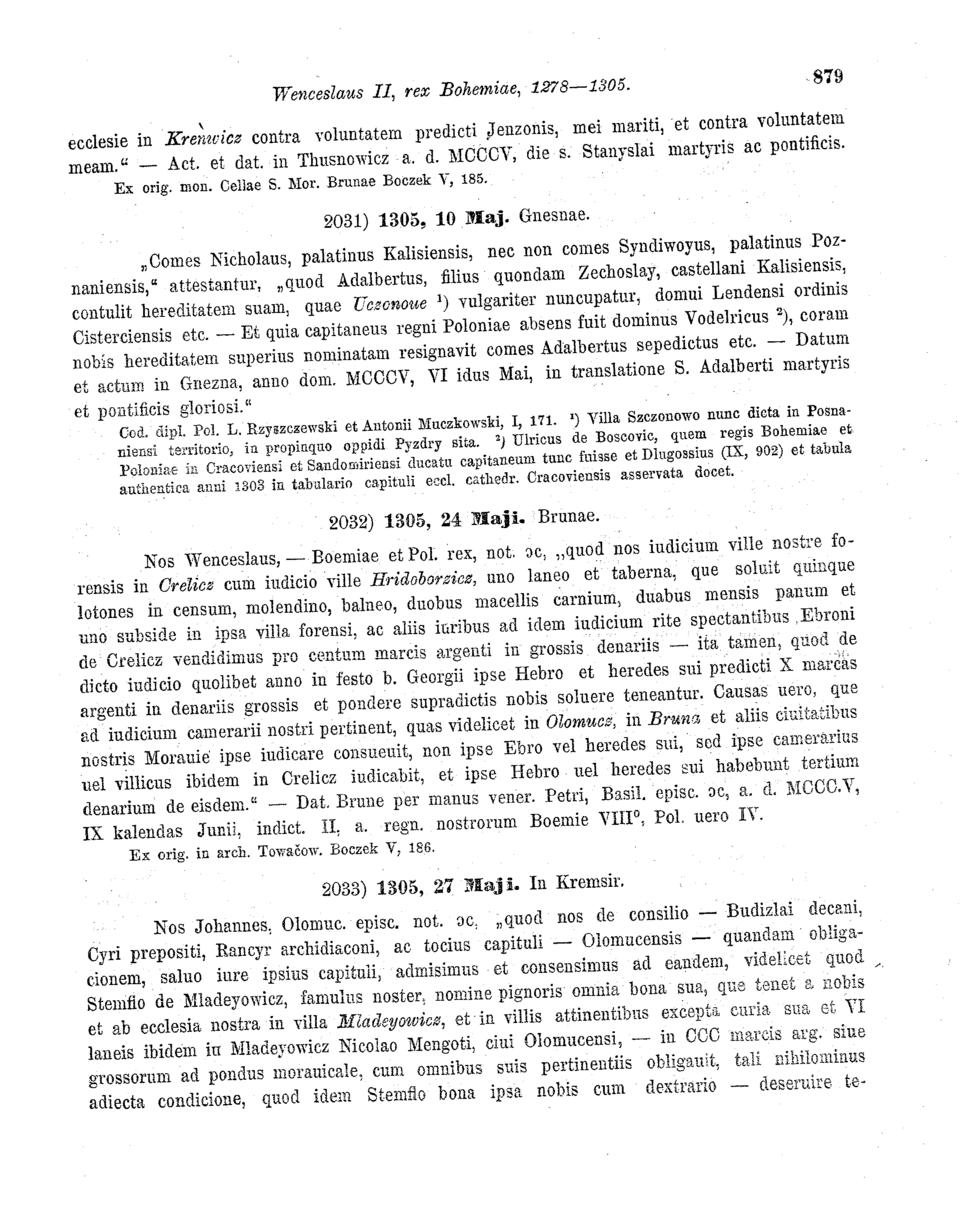 Wenceslaus II, rex Bohemiae, 1278—1305.
879
ecclesie in Kreńwicz contra voluntatem predicti Jenzonis, mei mariti, et contra voluntatem
meam.“ — Act. et dat. in Thusnowicz a. d. MCCCV, die s. Stanyslai martyris ac pontificis.
Ex orig. mon. Cellae S. Mor. Brunae Boczek V, 185.
2031) 1305, 10 Maj. Gnesnae.
„Comes Nicholaus, palatinus Kalisiensis, nec non comes Syndiwoyus, palatinus Poz-
naniensis,“ attestantur, „quod Adalbertus, filius quondam Zechoslay, castellani Kalisiensis,
contulit hereditatem suam, quae Uczonoue ¹) vulgariter nuncupatur, domui Lendensi ordinis
Cisterciensis etc. — Et quia capitaneus regni Poloniae absens fuit dominus Vodelricus ²), coram
nobis hereditatem superius nominatam resignavit comes Adalbertus sepedictus etc. — Datum
et actum in Gnezna, anno dom. MCCCV, VI idus Mai, in translatione S. Adalberti martyris
et pontificis gloriosi.“
Cod. dipl. Pol. L. Rzyszczewski et Antonii Muczkowski, I, 171. ¹) Villa Szczonowo nunc dicta in Posna-
niensi territorio, in propinquo oppidi Pyzdry sita. ²) Ulricus de Boscovic, quem regis Bohemiae et
Poloniae in Cracoviensi et Sandomiriensi ducatu capitaneum tunc fuisse et Dlugossius (IX, 902) et tabula
authentica anni 1303 in tabulario capituli eccl. cathedr. Cracoviensis asservata docet.
2032) 1305, 24 Maji. Brunae.
Nos Wenceslaus, — Boemiae et Pol. rex, not. ɔc, „quod nos iudicium ville nostre fo-
rensis in Crelicz cum iudicio ville Hridoborzicz, uno laneo et taberna, que soluit quinque
lotones in censum, molendino, balneo, duobus macellis carnium, duabus mensis panum et
uno subside in ipsa villa forensi, ac aliis iuribus ad idem iudicium rite spectantibus Ebroni
de Crelicz vendidimus pro centum marcis argenti in grossis denariis — ita tamen, quod de
dicto iudicio quolibet anno in festo b. Georgii ipse Hebro et heredes sui predicti X marcas
argenti in denariis grossis et pondere supradictis nobis soluere teneantur. Causas uero, que
ad iudicium camerarii nostri pertinent, quas videlicet in Olomucz, in Bruna et aliis ciuitatibus
nostris Morauie ipse iudicare consueuit, non ipse Ebro vel heredes sui, sed ipse camerarius
uel villicus ibidem in Crelicz iudicabit, et ipse Hebro uel heredes sui habebunt tertium
denarium de eisdem.“ — Dat. Brune per manus vener. Petri, Basil. episc. ɔc, a. d. MCCC.V,
IX kalendas Junii, indict. II, a. regn. nostrorum Boemie VIIIº, Pol. uero IV.
Ex orig. in arch. Towačow. Boczek V, 186.
2033) 1305, 27 Maji. In Kremsir.
Nos Johannes, Olomuc. episc. not. ɔc, „quod nos de consilio — Budizlai decani,
Cyri prepositi, Rancyr archidiaconi, ac tocius capituli — Olomucensis — quandam obliga-
cionem, saluo iure ipsius capituli, admisimus et consensimus ad eandem, videlicet quod
Stemflo de Mladeyowicz, famulus noster, nomine pignoris omnia bona sua, que tenet a nobis
et ab ecclesia nostra in villa Mladeyowicz, et in villis attinentibus excepta curia sua et VI
laneis ibidem in Mladeyowicz Nicolao Mengoti, ciui Olomucensi, — in CCC marcis arg. siue
grossorum ad pondus morauicale, cum omnibus suis pertinentiis obligauit, tali nihilominus
adiecta condicione, quod idem Stemflo bona ipsa nobis cum dextrario — deseruire te-